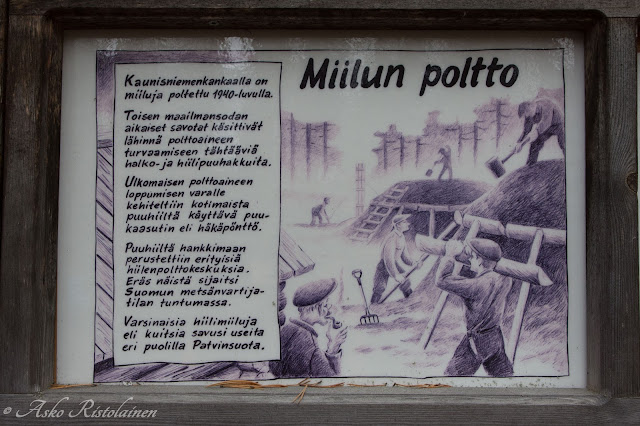 Miilun poltto
Kaunisniemenkankaalla on
miiluja poltettu 1940-luvulla.
Toisen maailmansodan
aikaiset savotat käsittivät
lähinnä polttoaineen
turvaamiseen tähtääviä
halko- ja hiilipuuhakkuita.
Ulkomaisen polttoaineen
loppumisen varalle
kehiteltiin kotimaista
puuhiiltä käyttävä puu-
kaasutin eli häkäpönttö.
Puuhiiltä hankkimaan
perustettiin erityisiä
hiilenpolttokeskuksia.
Eräs näistä sijaitsi
Suomun metsänvartija-
tilan tuntumassa.
Varsinaisia hiilimiiluja
eli kuitsia savusi useita
eri puolilla Patvinsuota.
© Asko Ristolainen